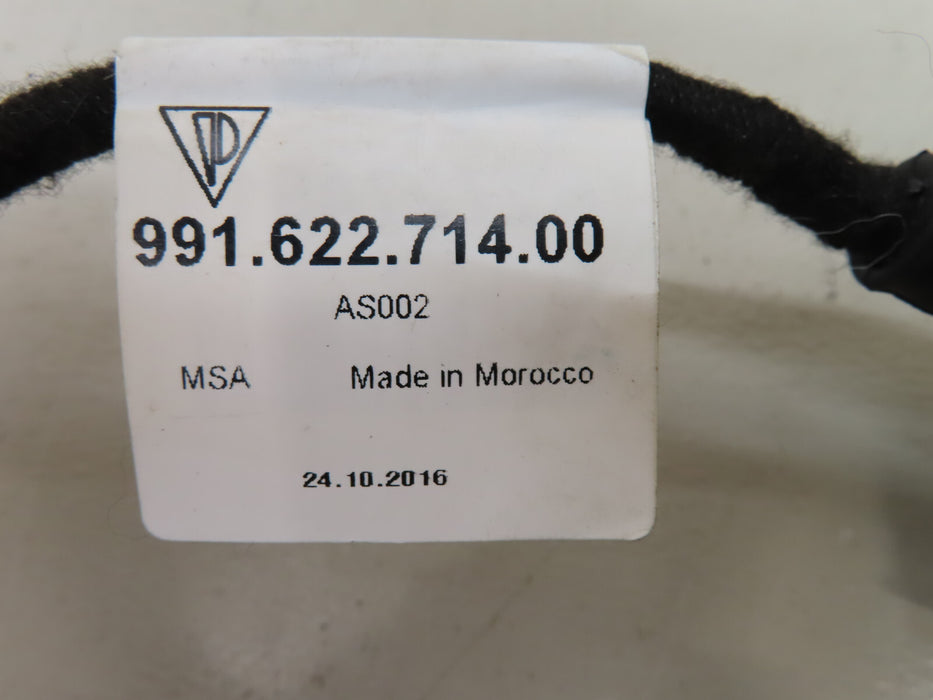 991.622.714.00
AS002
MSA Made in Morocco
24.10.2016